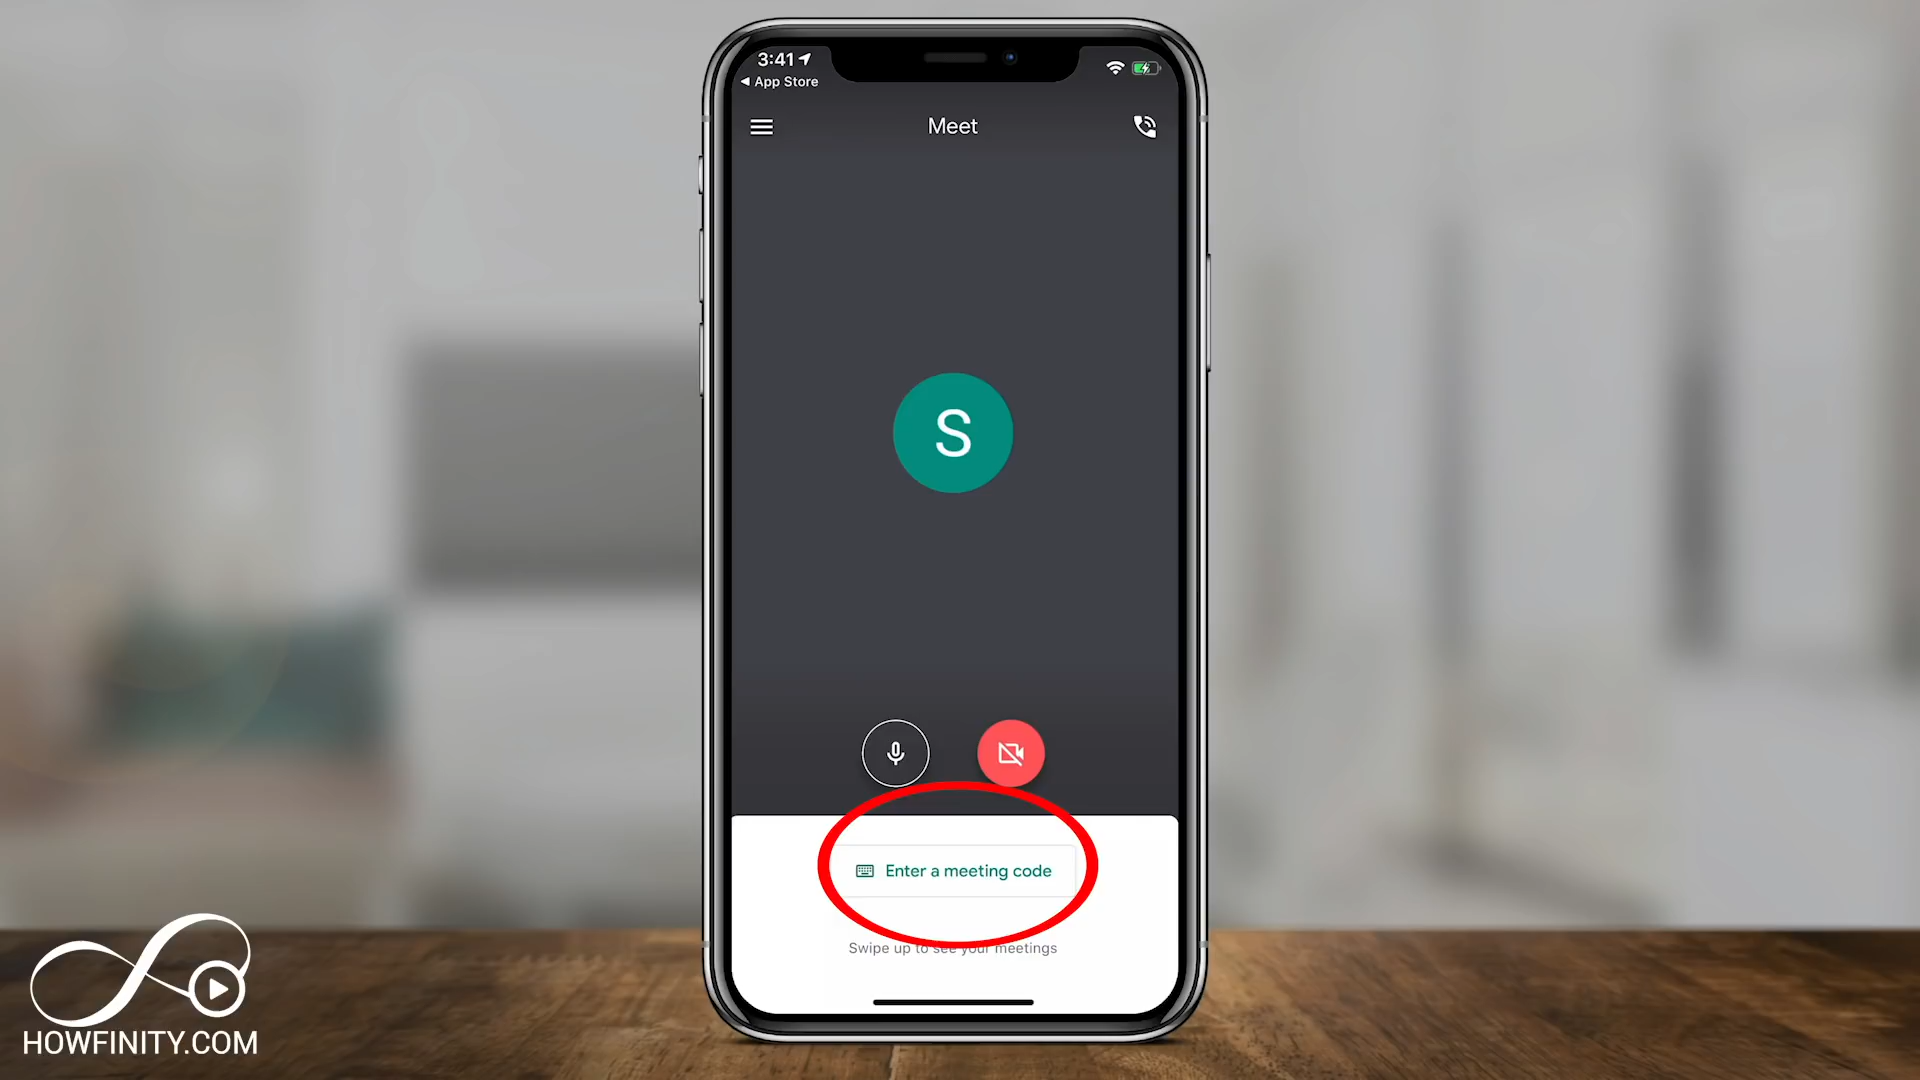 3:41
App Store
Meet
S
Enter a meeting code
Swipe up to see your meetings
HOWFINITY.COM